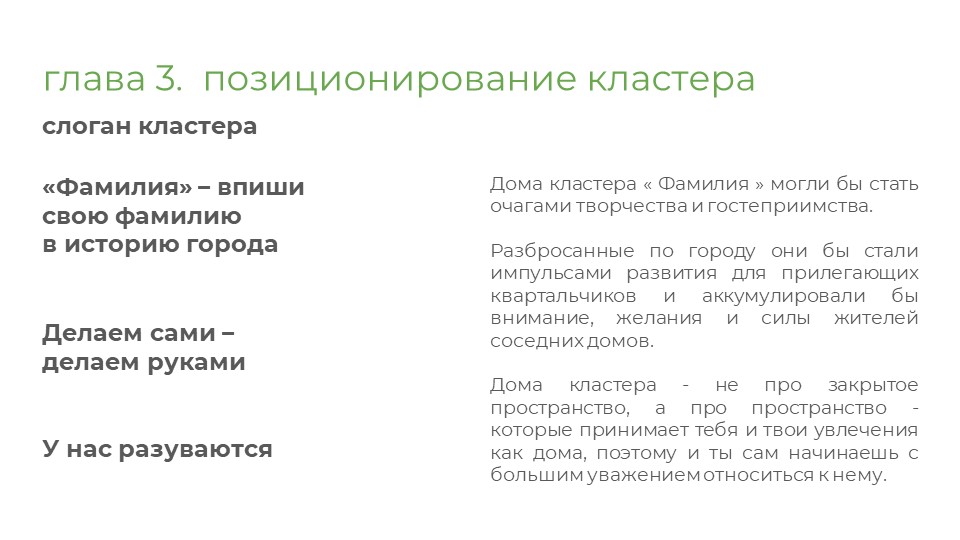 глава 3. позиционирование кластера
слоган кластера
«Фамилия» – впиши
свою фамилию
в историю города
Делаем сами –
делаем руками
У нас разуваются
Дома кластера « Фамилия » могли бы стать
очагами творчества и гостеприимства.
Разбросанные по городу они бы стали
импульсами развития для прилегающих
квартальчиков и аккумулировали бы
внимание, желания и силы жителей
соседних домов.
Дома кластера - не про закрытое
пространство, а про пространство -
которые принимает тебя и твои увлечения
как дома, поэтому и ты сам начинаешь с
большим уважением относиться к нему.